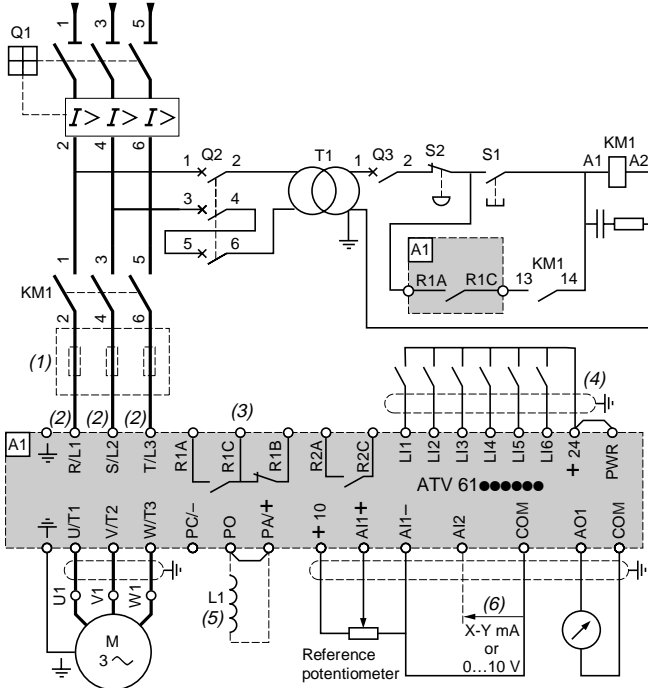 1 3 5
Q1
I> I> I>
2 4 6
1 Q2 2
3 4
5 6
T1
1 Q3 2
S2
S1
KM1
A1 A2
A1
R1A R1C
KM1
13 14
1 3 5
KM1
2 4 6
(1)
(2) (2) (2)
(3)
(4)
A1
R/L1
S/L2
T/L3
R1A
R1C
R1B
R2A
R2C
LI1
LI2
LI3
LI4
LI5
LI6
+24
PWR
ATV 61●●●●●●●
U/T1
V/T2
W/T3
PC/–
PO
PA/+
+10
AI1+
AI1–
AI2
COM
AO1
COM
U1
V1
W1
L1
(5)
(6)
M
3
X-Y mA
or
0...10 V
Reference
potentiometer